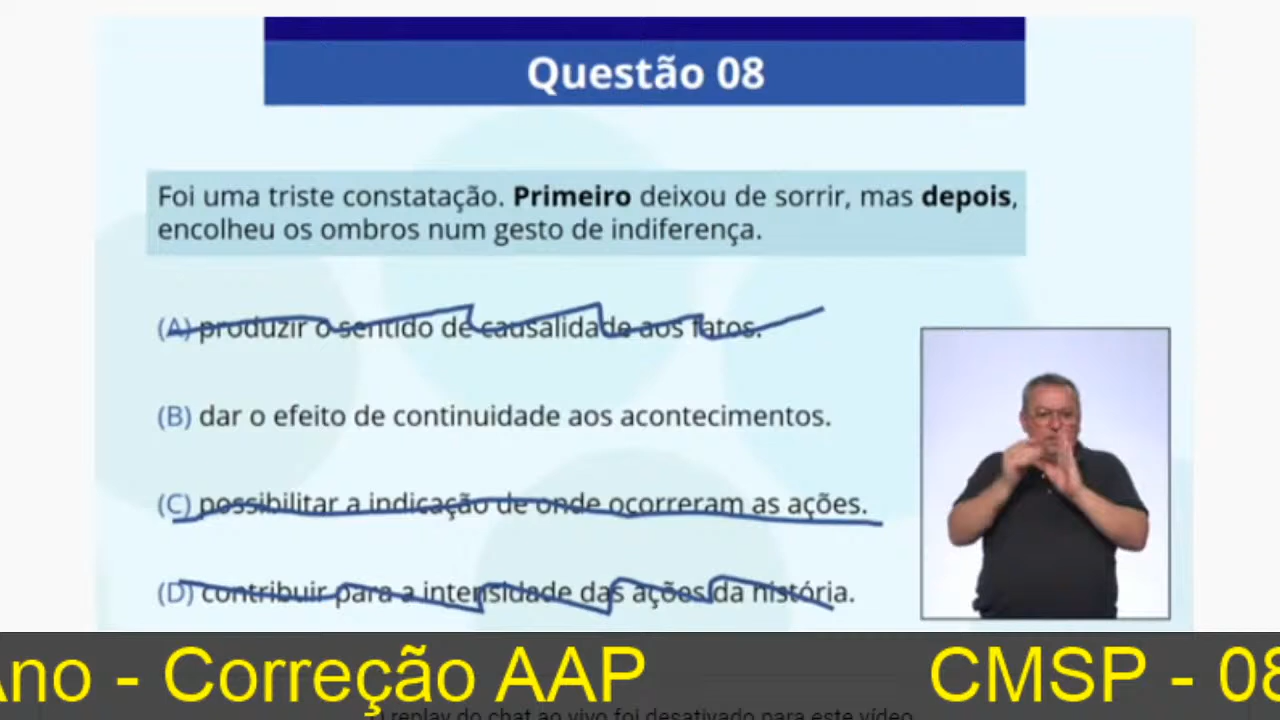 Questão 08
Foi uma triste constatação. Primeiro deixou de sorrir, mas depois,
encolheu os ombros num gesto de indiferença.
(A) produzir o sentido de causalidade aos fatos.
(B) dar o efeito de continuidade aos acontecimentos.
(C) possibilitar a indicação de onde ocorreram as ações.
(D) contribuir para a intensidade das ações da história.
Ano - Correção AAP CMSP - 08
O replay do chat ao vivo foi desativado para este vídeo.